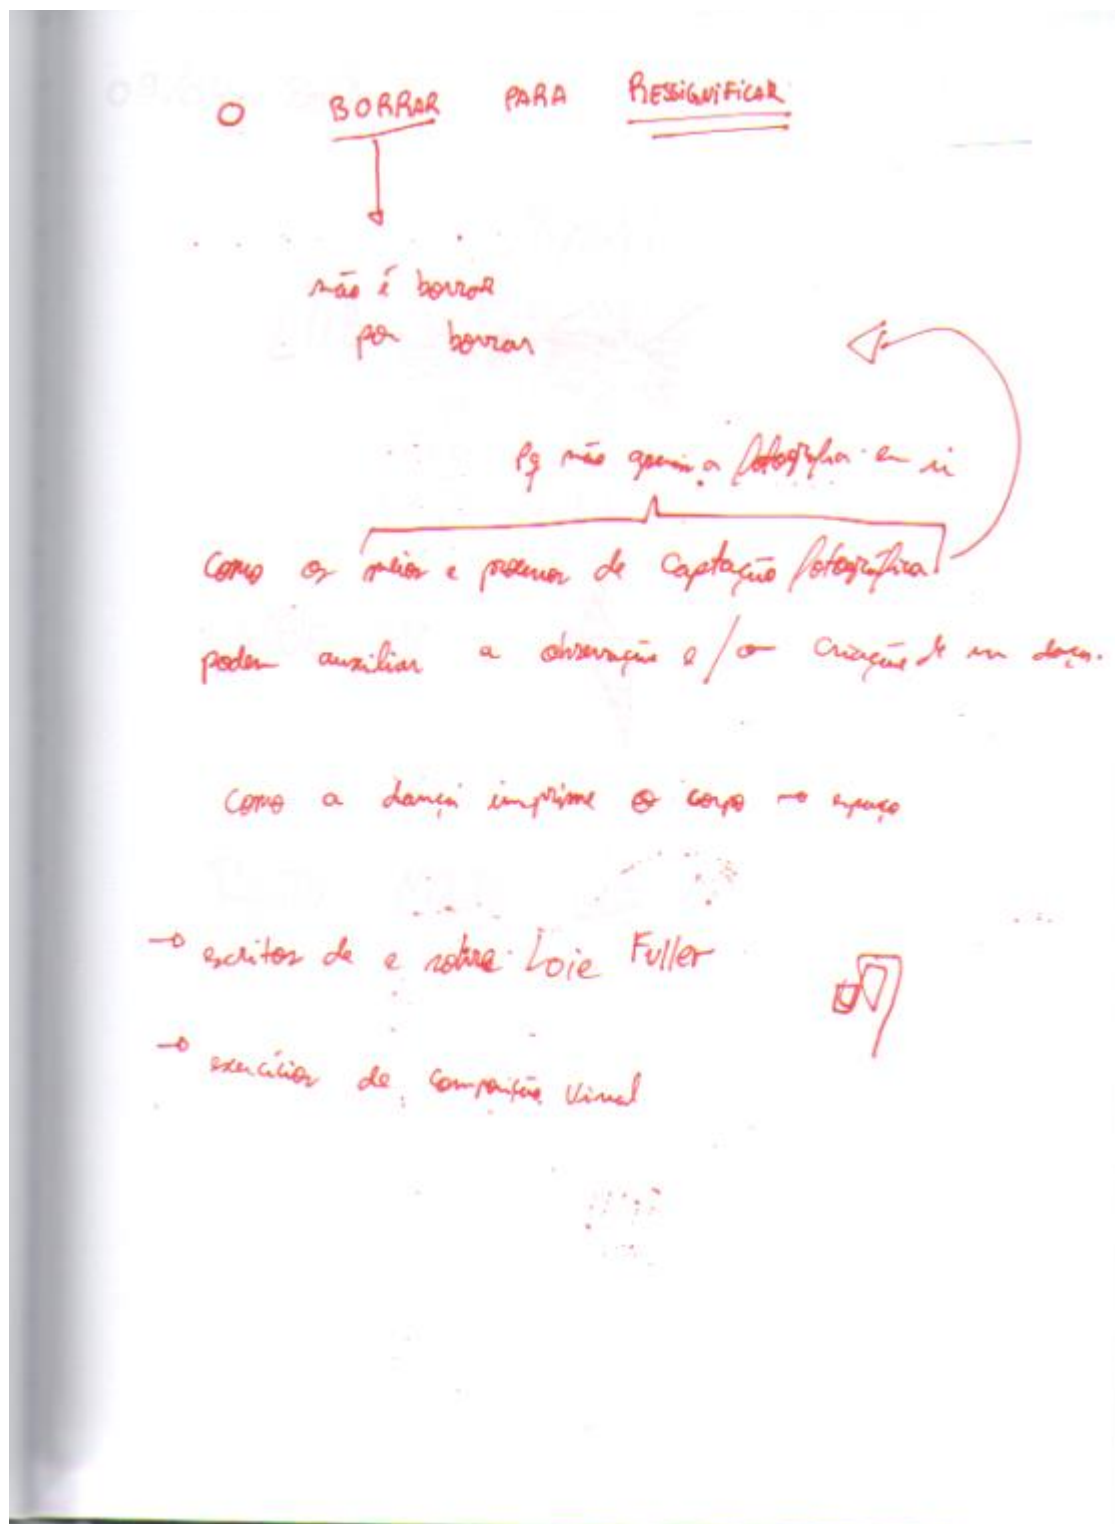 O BORRAR PARA RESSIGNIFICAR
não é borrar
por borrar
Pq não apenas a fotografia em si
Como os meios e processos de captação fotográfica
podem auxiliar a observação e/ou criação de um dança.
Como a dança imprime o corpo no espaço
→ escritos de e sobre Loie Fuller
→ exercícios de composição visual